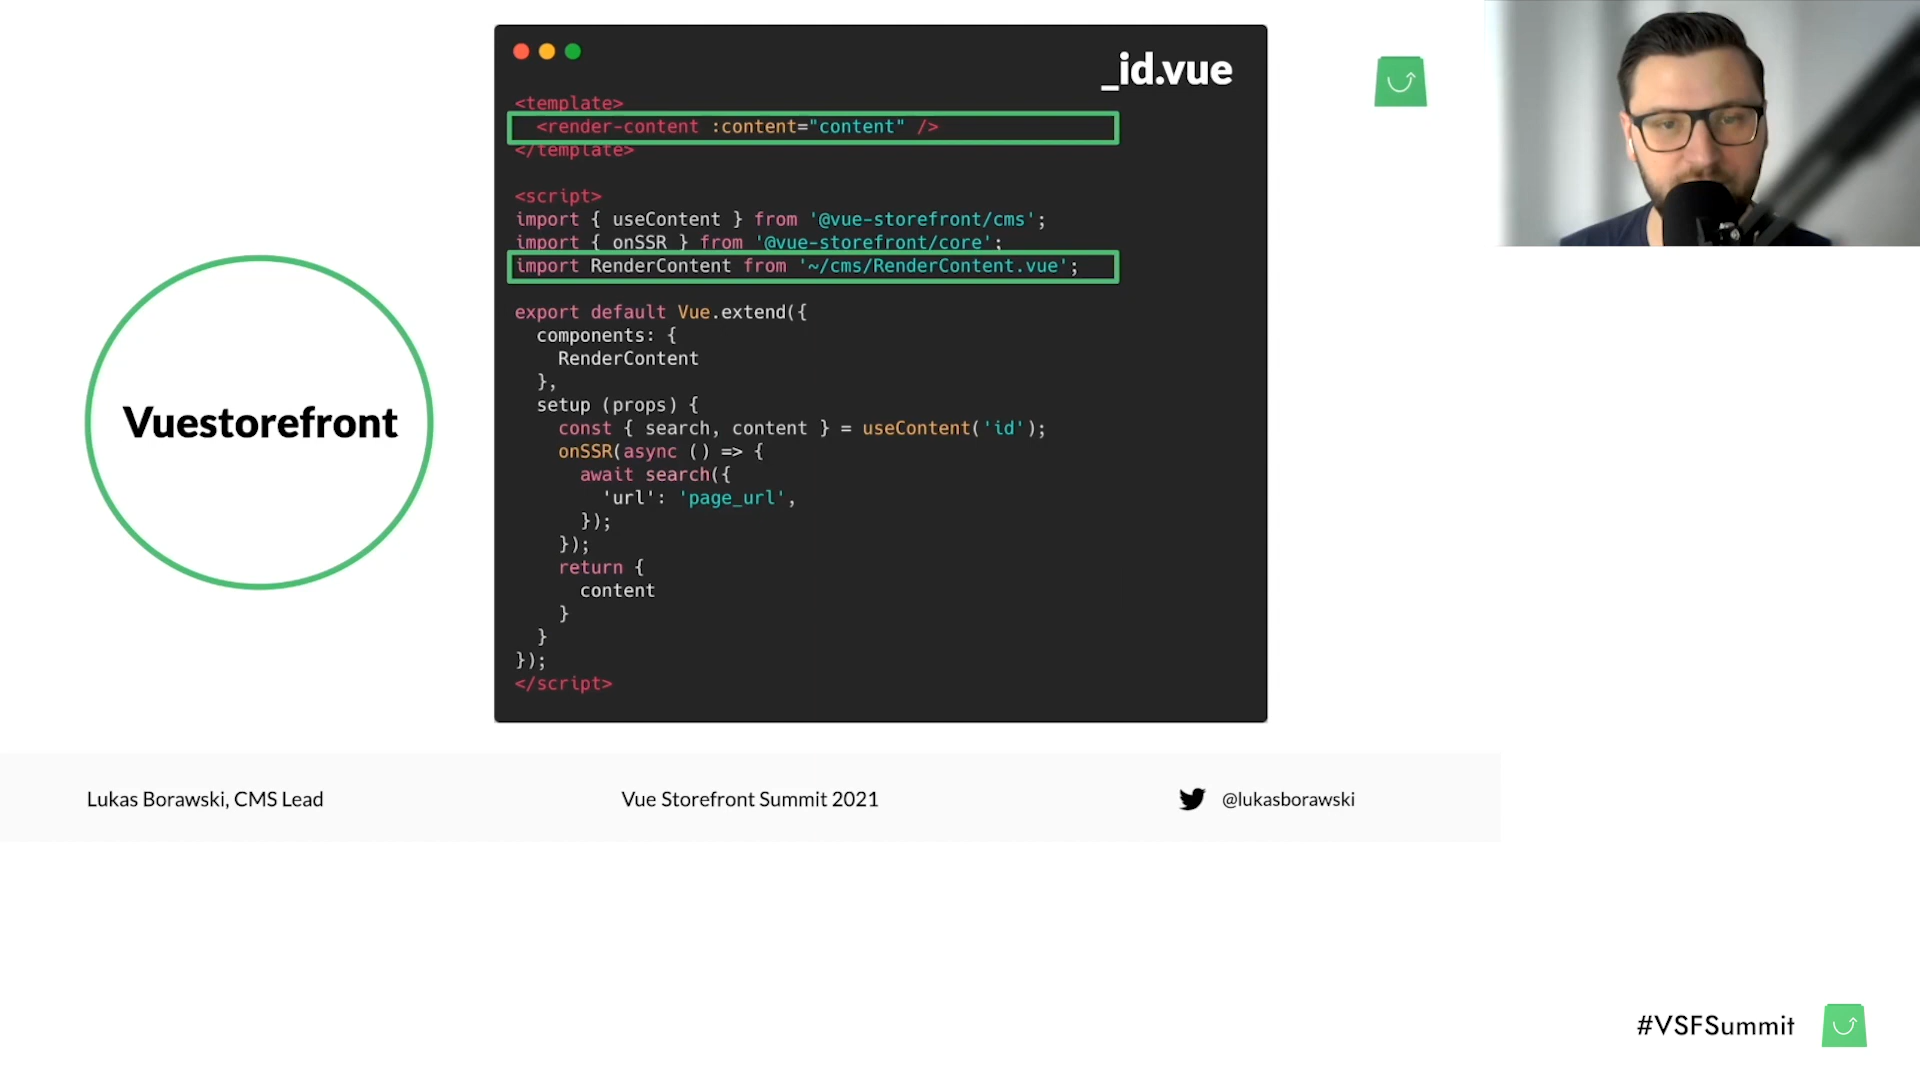 _id.vue
<template>
<render-content :content="content" />
</template>
<script>
import { useContent } from '@vue-storefront/cms';
import { onSSR } from '@vue-storefront/core';
import RenderContent from '~/cms/RenderContent.vue';
export default Vue.extend({
components: {
RenderContent
},
setup (props) {
const { search, content } = useContent('id');
onSSR(async () => {
await search({
'url': 'page_url',
});
});
return {
content
}
}
});
</script>
Vuestorefront
Lukas Borawski, CMS Lead
Vue Storefront Summit 2021
@lukasborawski
#VSFSummit